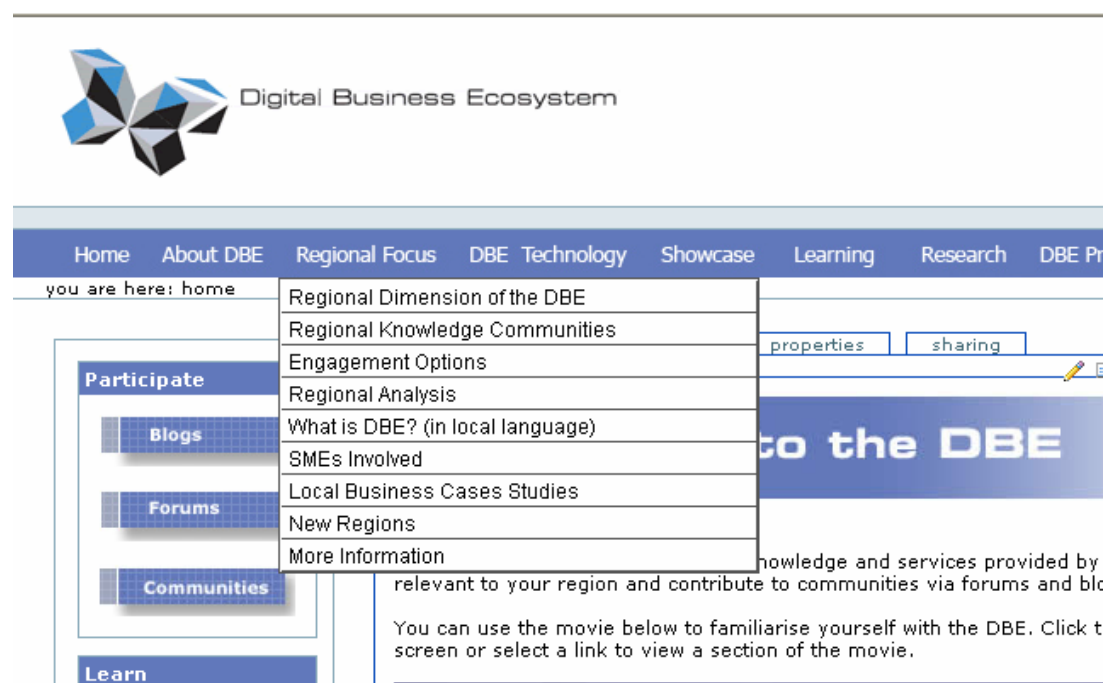 Digital Business Ecosystem
Home About DBE Regional Focus DBE Technology Showcase Learning Research DBE Pr
you are here: home
Regional Dimension of the DBE
Regional Knowledge Communities
Engagement Options
Regional Analysis
What is DBE? (in local language)
SMEs Involved
Local Business Cases Studies
New Regions
More Information
properties sharing
Participate
Blogs
Forums
Communities
Learn
to the DBE
nowledge and services provided by
relevant to your region and contribute to communities via forums and blo
You can use the movie below to familiarise yourself with the DBE. Click t
screen or select a link to view a section of the movie.